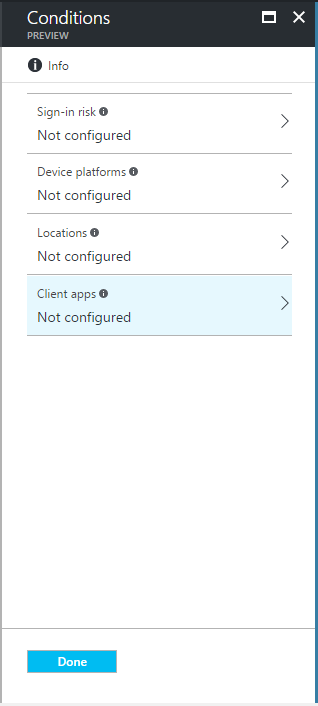 Conditions
PREVIEW
Info
Sign-in risk
Not configured
Device platforms
Not configured
Locations
Not configured
Client apps
Not configured
Done